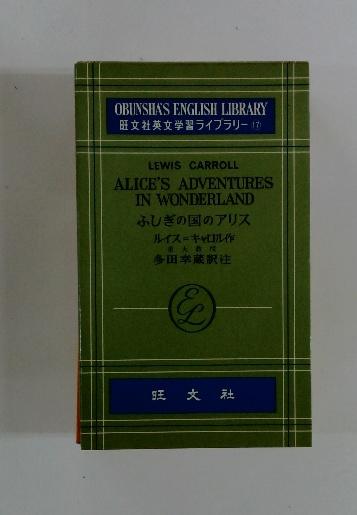 OBUNSHA'S ENGLISH LIBRARY
旺文社英文学習ライブラリー(17)
LEWIS CARROLL
ALICE'S ADVENTURES
IN WONDERLAND
ふしぎの国のアリス
ルイス=キャロル作
多田幸蔵訳注
EL
旺文社